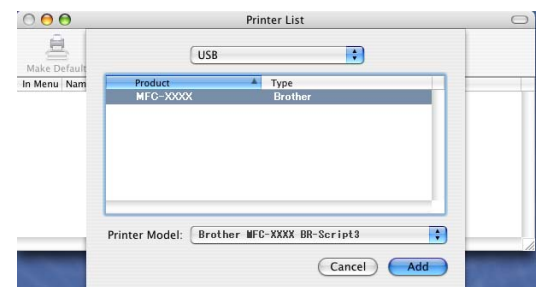 Printer List
USB
Make Default
In Menu Nam
Product Type
MFC-XXXX Brother
Printer Model: Brother MFC-XXXX BR-Script3
Cancel Add